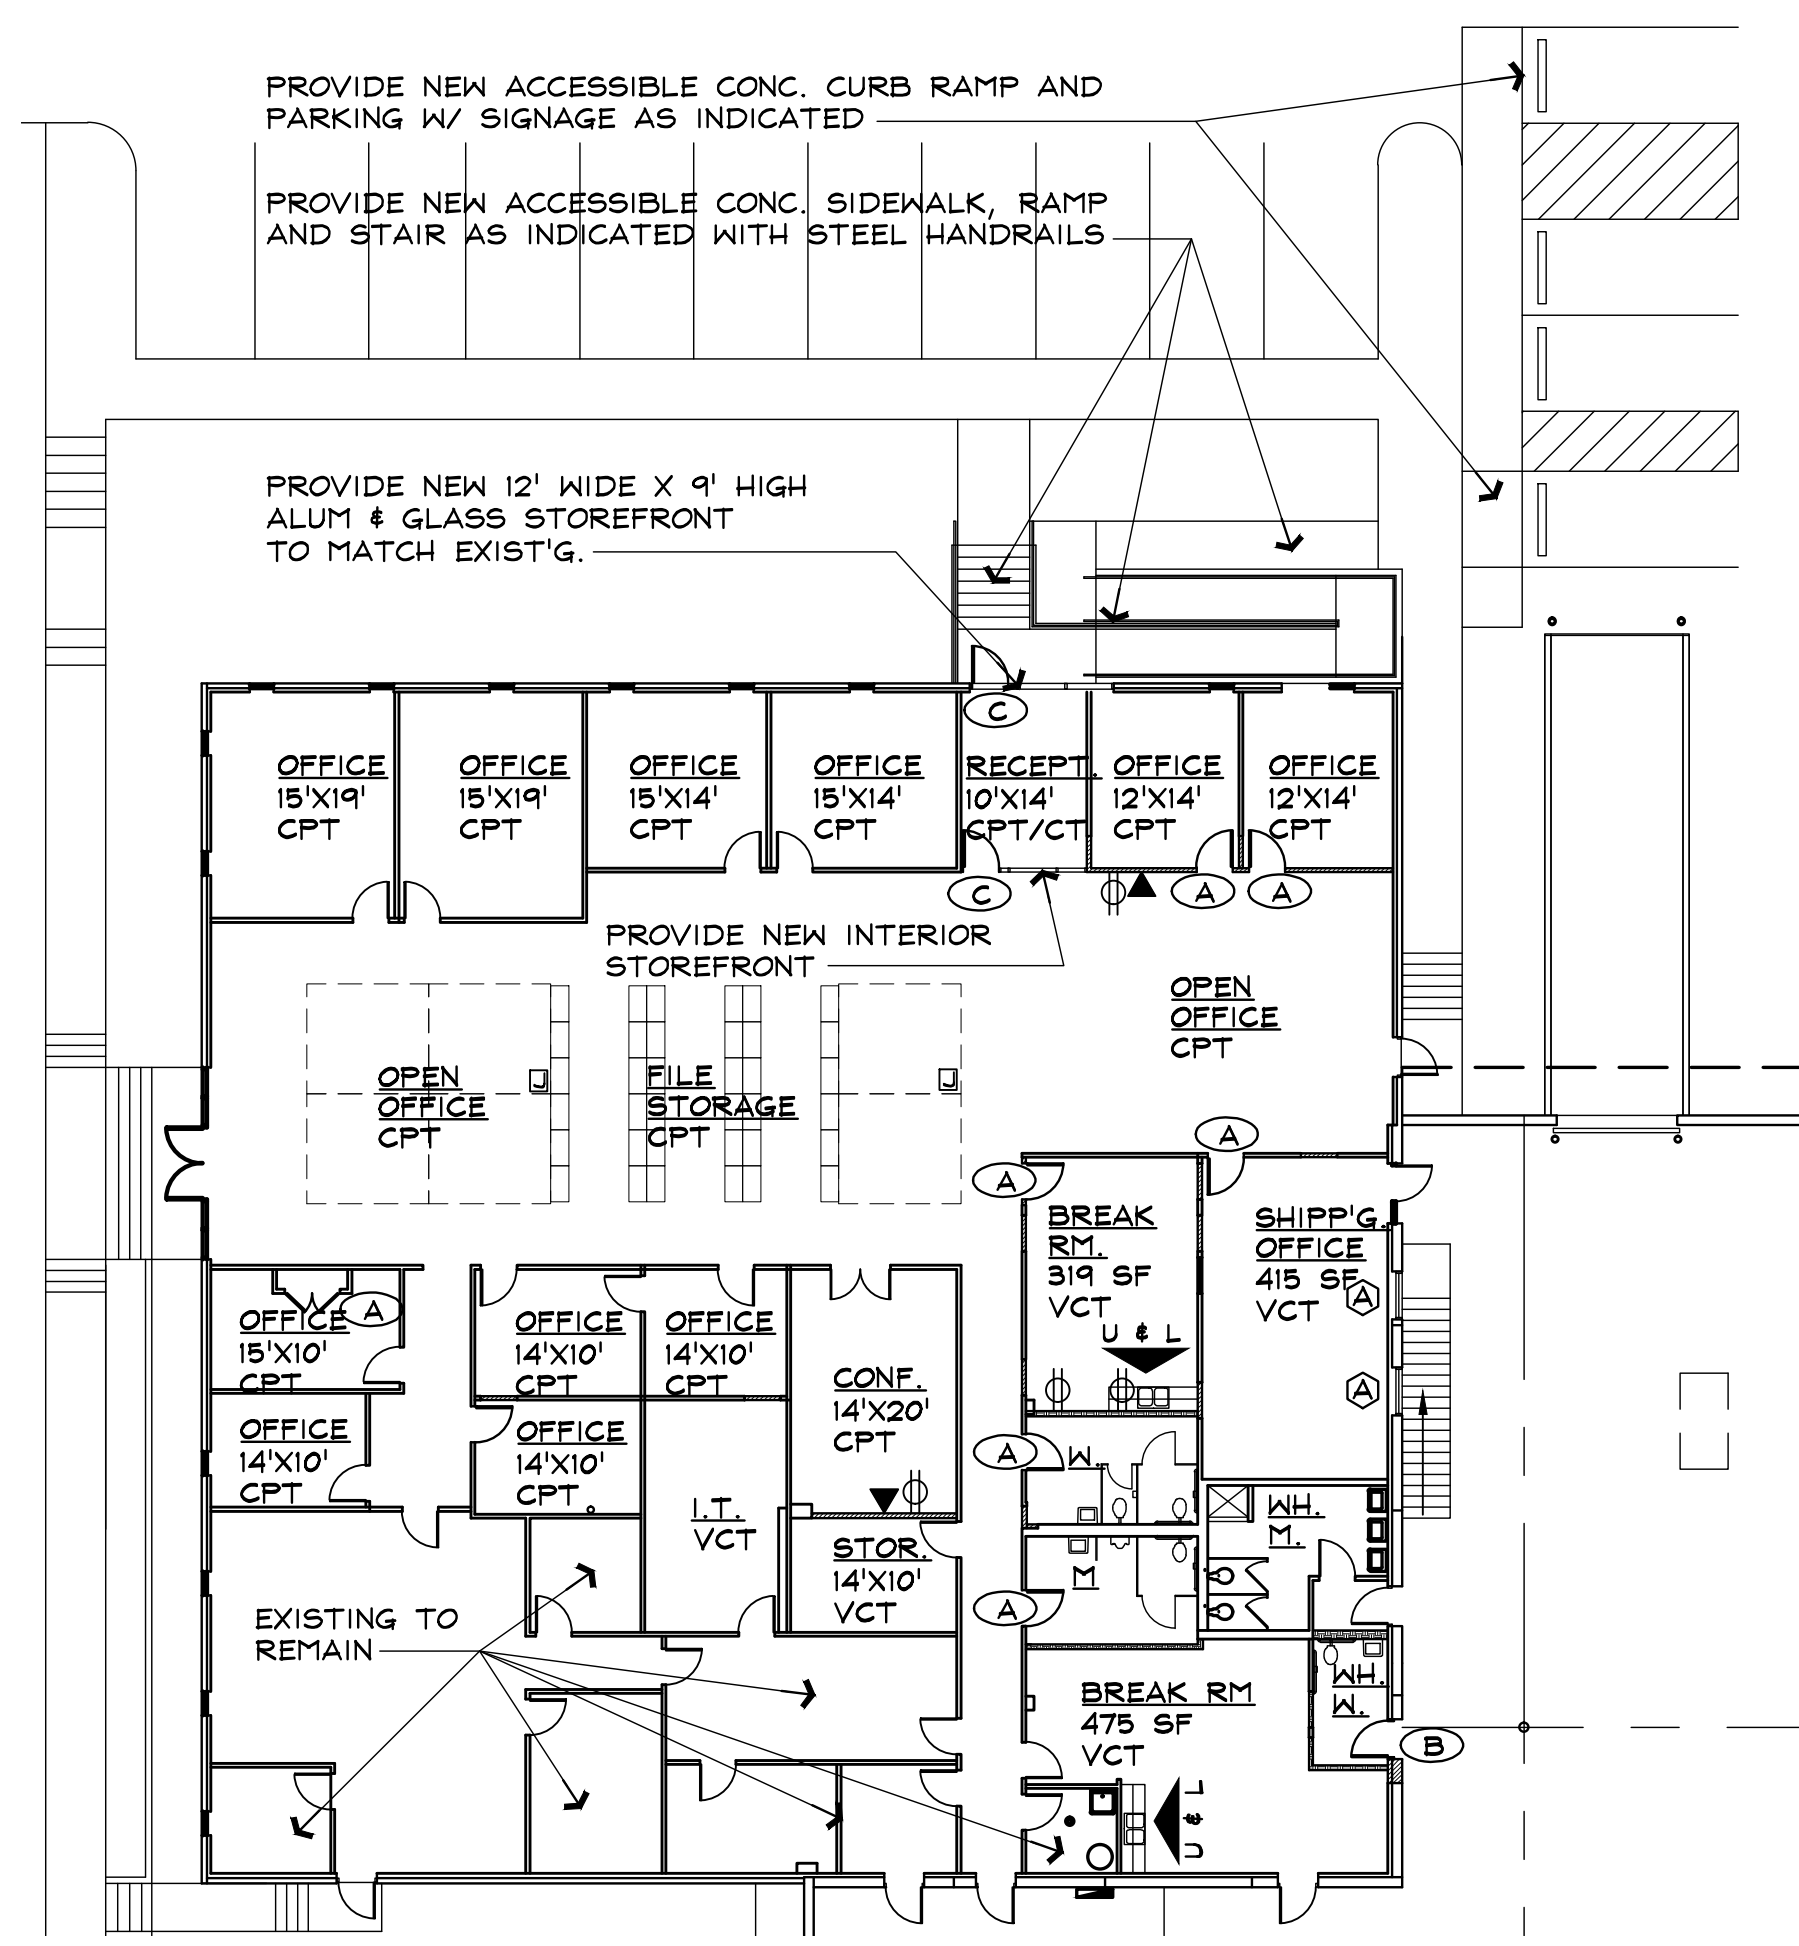 PROVIDE NEW ACCESSIBLE CONC. CURB RAMP AND
PARKING W/ SIGNAGE AS INDICATED
PROVIDE NEW ACCESSIBLE CONC. SIDEWALK, RAMP
AND STAIR AS INDICATED WITH STEEL HANDRAILS
PROVIDE NEW 12' WIDE X 9' HIGH
ALUM & GLASS STOREFRONT
TO MATCH EXIST'G.
C
OFFICE
15'X19'
CPT
OFFICE
15'X19'
CPT
OFFICE
15'X14'
CPT
OFFICE
15'X14'
CPT
RECEPT.
10'X14'
CPT/CT
OFFICE
12'X14'
CPT
OFFICE
12'X14'
CPT
C
A
A
PROVIDE NEW INTERIOR
STOREFRONT
OPEN
OFFICE
CPT
OPEN
OFFICE
CPT
J
FILE
STORAGE
CPT
J
A
A
BREAK
RM.
319 SF
VCT
U & L
SHIPP'G.
OFFICE
415 SF
VCT
A
A
OFFICE
15'X10'
CPT
A
OFFICE
14'X10'
CPT
OFFICE
14'X10'
CPT
CONF.
14'X20'
CPT
OFFICE
14'X10'
CPT
OFFICE
14'X10'
CPT
A
W.
I.T.
VCT
WH.
M.
STOR.
14'X10'
VCT
M
A
EXISTING TO
REMAIN
WH.
W.
BREAK RM
475 SF
VCT
B
U & L